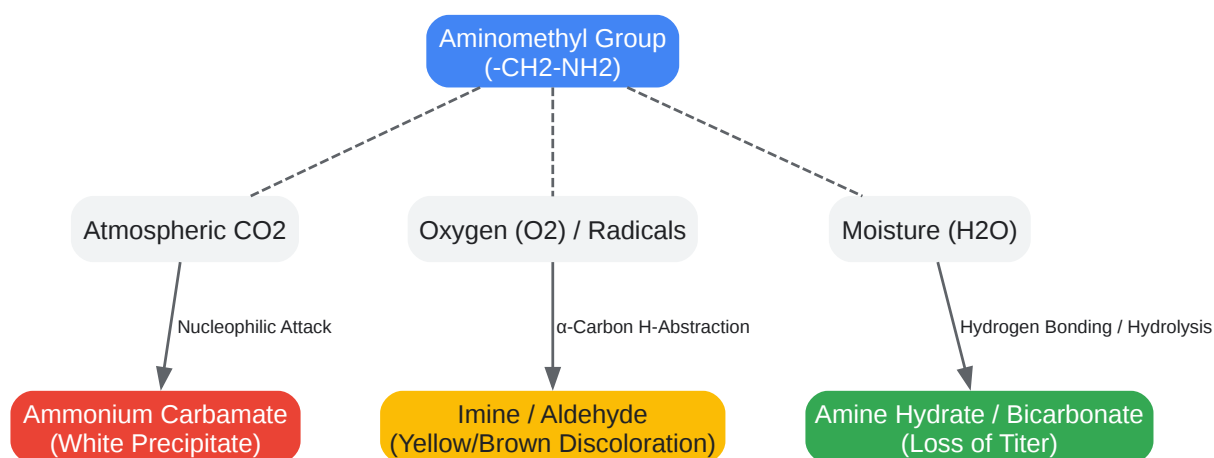 Aminomethyl Group
(-CH2-NH2)
Atmospheric CO2
Oxygen (O2) / Radicals
Moisture (H2O)
Nucleophilic Attack
α-Carbon H-Abstraction
Hydrogen Bonding / Hydrolysis
Ammonium Carbamate
(White Precipitate)
Imine / Aldehyde
(Yellow/Brown Discoloration)
Amine Hydrate / Bicarbonate
(Loss of Titer)